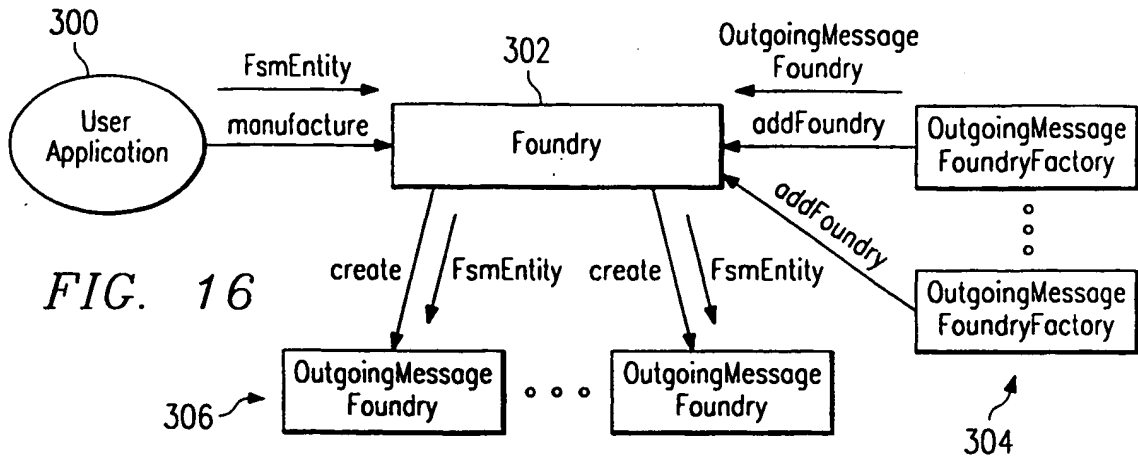 300
User
Application
FsmEntity
manufacture
302
Foundry
OutgoingMessage
Foundry
addFoundry
OutgoingMessage
FoundryFactory
addFoundry
OutgoingMessage
FoundryFactory
304
create
FsmEntity
create
FsmEntity
FIG. 16
306
OutgoingMessage
Foundry
OutgoingMessage
Foundry